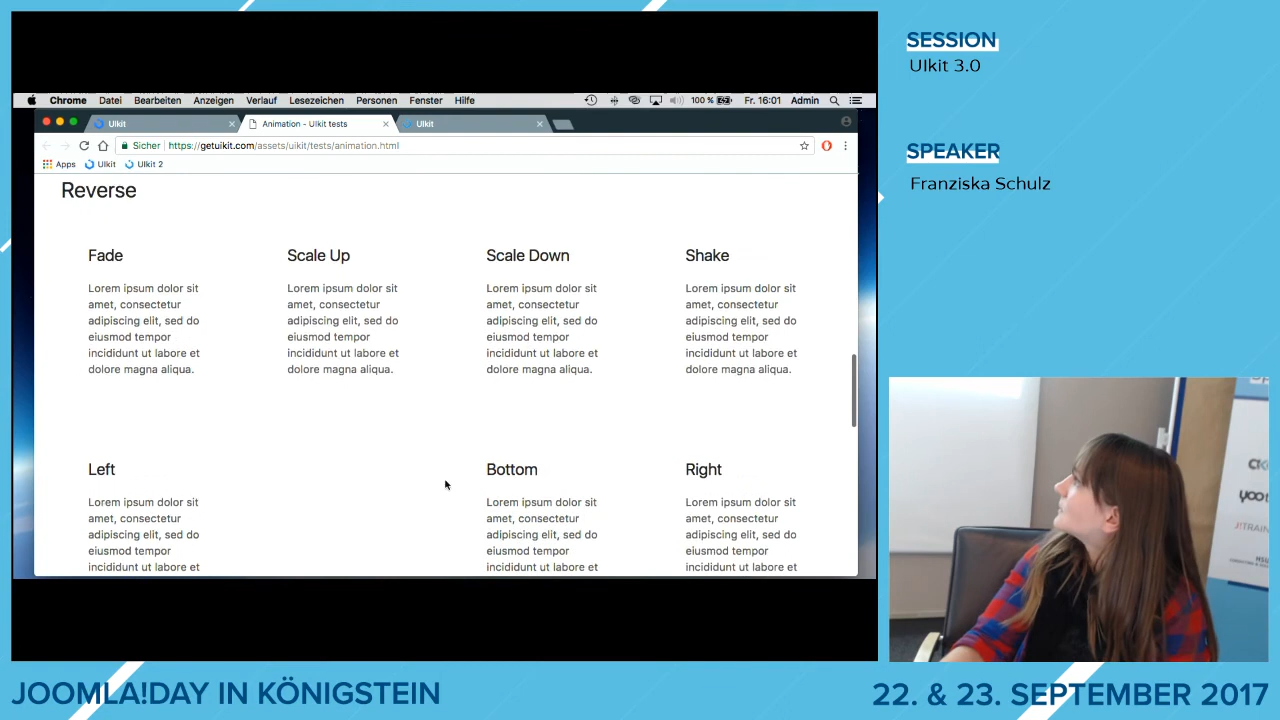 SESSION
UIkit 3.0
SPEAKER
Franziska Schulz
Chrome Datei Bearbeiten Anzeigen Verlauf Lesezeichen Personen Fenster Hilfe 100 % Fr. 16:01 Admin
UIkit Animation - UIkit tests UIkit
Sicher https://getuikit.com/assets/uikit/tests/animation.html
Apps UIkit UIkit 2
Reverse
Fade
Lorem ipsum dolor sit
amet, consectetur
adipiscing elit, sed do
eiusmod tempor
incididunt ut labore et
dolore magna aliqua.
Scale Up
Lorem ipsum dolor sit
amet, consectetur
adipiscing elit, sed do
eiusmod tempor
incididunt ut labore et
dolore magna aliqua.
Scale Down
Lorem ipsum dolor sit
amet, consectetur
adipiscing elit, sed do
eiusmod tempor
incididunt ut labore et
dolore magna aliqua.
Shake
Lorem ipsum dolor sit
amet, consectetur
adipiscing elit, sed do
eiusmod tempor
incididunt ut labore et
dolore magna aliqua.
Left
Lorem ipsum dolor sit
amet, consectetur
adipiscing elit, sed do
eiusmod tempor
incididunt ut labore et
Bottom
Lorem ipsum dolor sit
amet, consectetur
adipiscing elit, sed do
eiusmod tempor
incididunt ut labore et
Right
Lorem ipsum dolor sit
amet, consectetur
adipiscing elit, sed do
eiusmod tempor
incididunt ut labore et
JOOMLA!DAY IN KÖNIGSTEIN
22. & 23. SEPTEMBER 2017